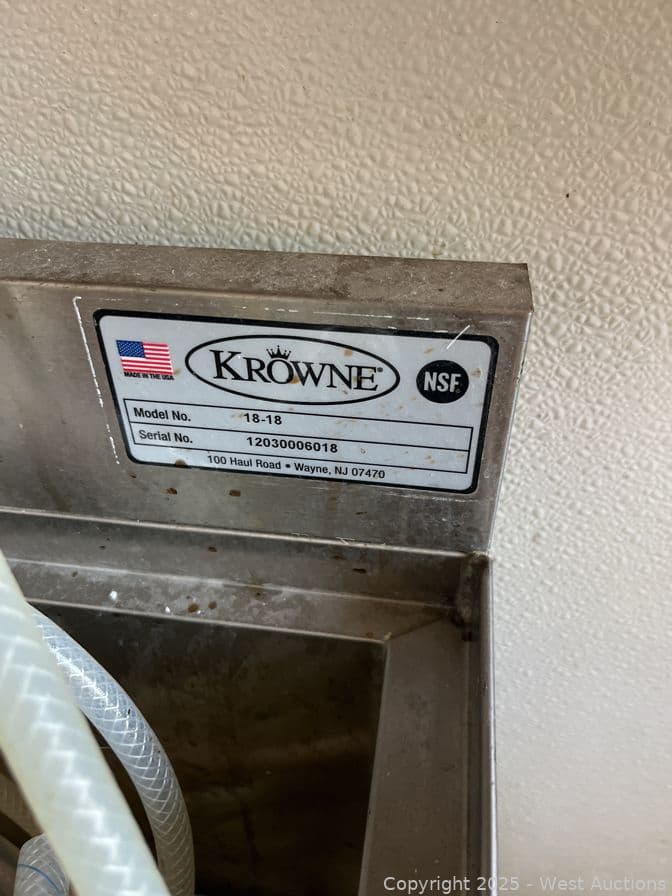 KROWNE®
MADE IN THE USA
NSF
Model No. 18-18
Serial No. 12030006018
100 Haul Road • Wayne, NJ 07470
Copyright 2025 - West Auctions